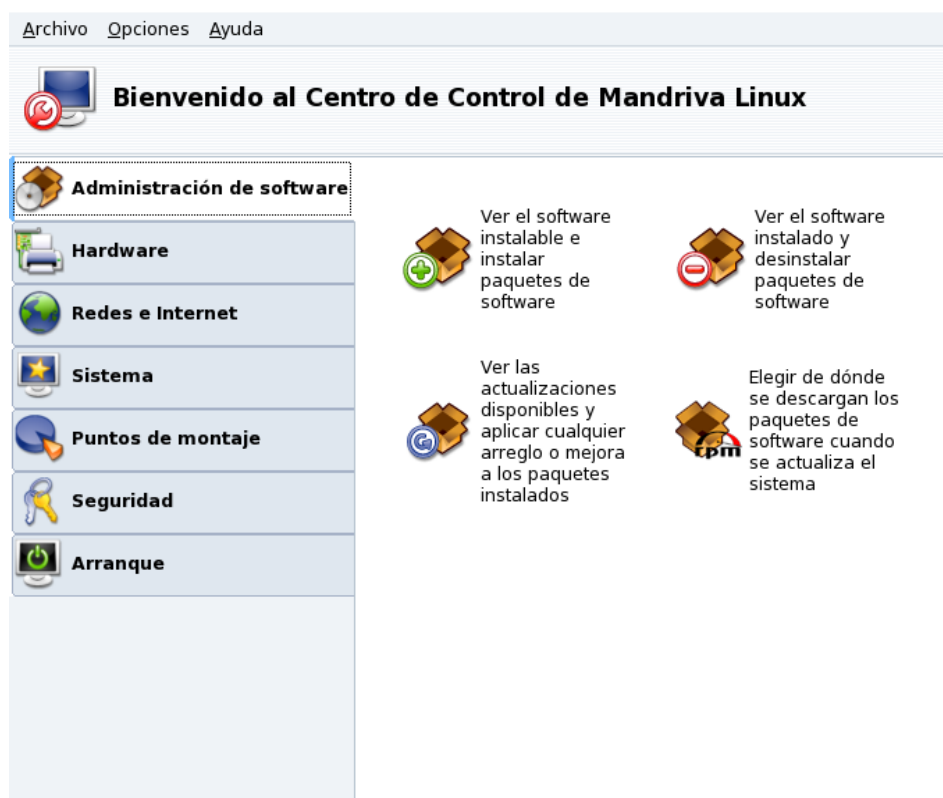 Archivo Opciones Ayuda
Bienvenido al Centro de Control de Mandriva Linux
Administración de software
Hardware
Redes e Internet
Sistema
Puntos de montaje
Seguridad
Arranque
Ver el software
instalable e
instalar
paquetes de
software
Ver el software
instalado y
desinstalar
paquetes de
software
Ver las
actualizaciones
disponibles y
aplicar cualquier
arreglo o mejora
a los paquetes
instalados
rpm
Elegir de dónde
se descargan los
paquetes de
software cuando
se actualiza el
sistema